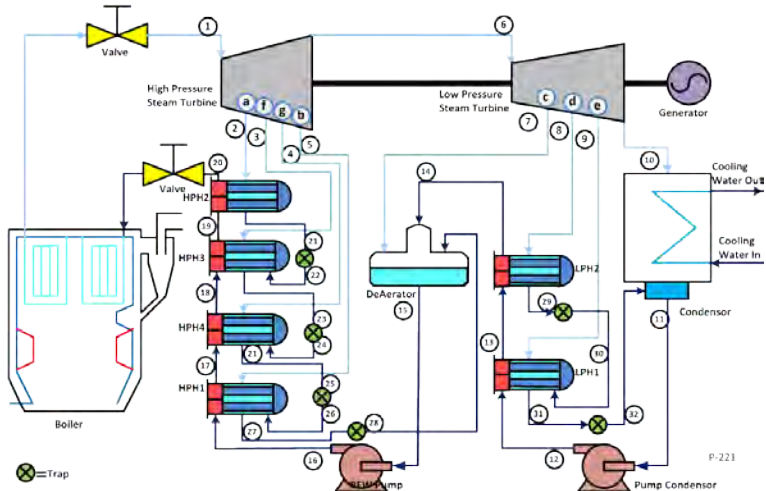 1
6
Valve
High Pressure
Steam Turbine
Low Pressure
Steam Turbine
a f g b
c d e
Generator
2
3
4
5
7
8
9
10
20
Valve
14
Cooling
Water Out
HPH2
19
21
22
HPH3
DeAerator
LPH2
Cooling
Water In
18
23
24
15
29
Condensor
11
HPH4
21
13
30
17
25
26
LPH1
HPH1
27
28
31
32
Boiler
16
12
P-221
=Trap
BFW Pump
Pump Condensor